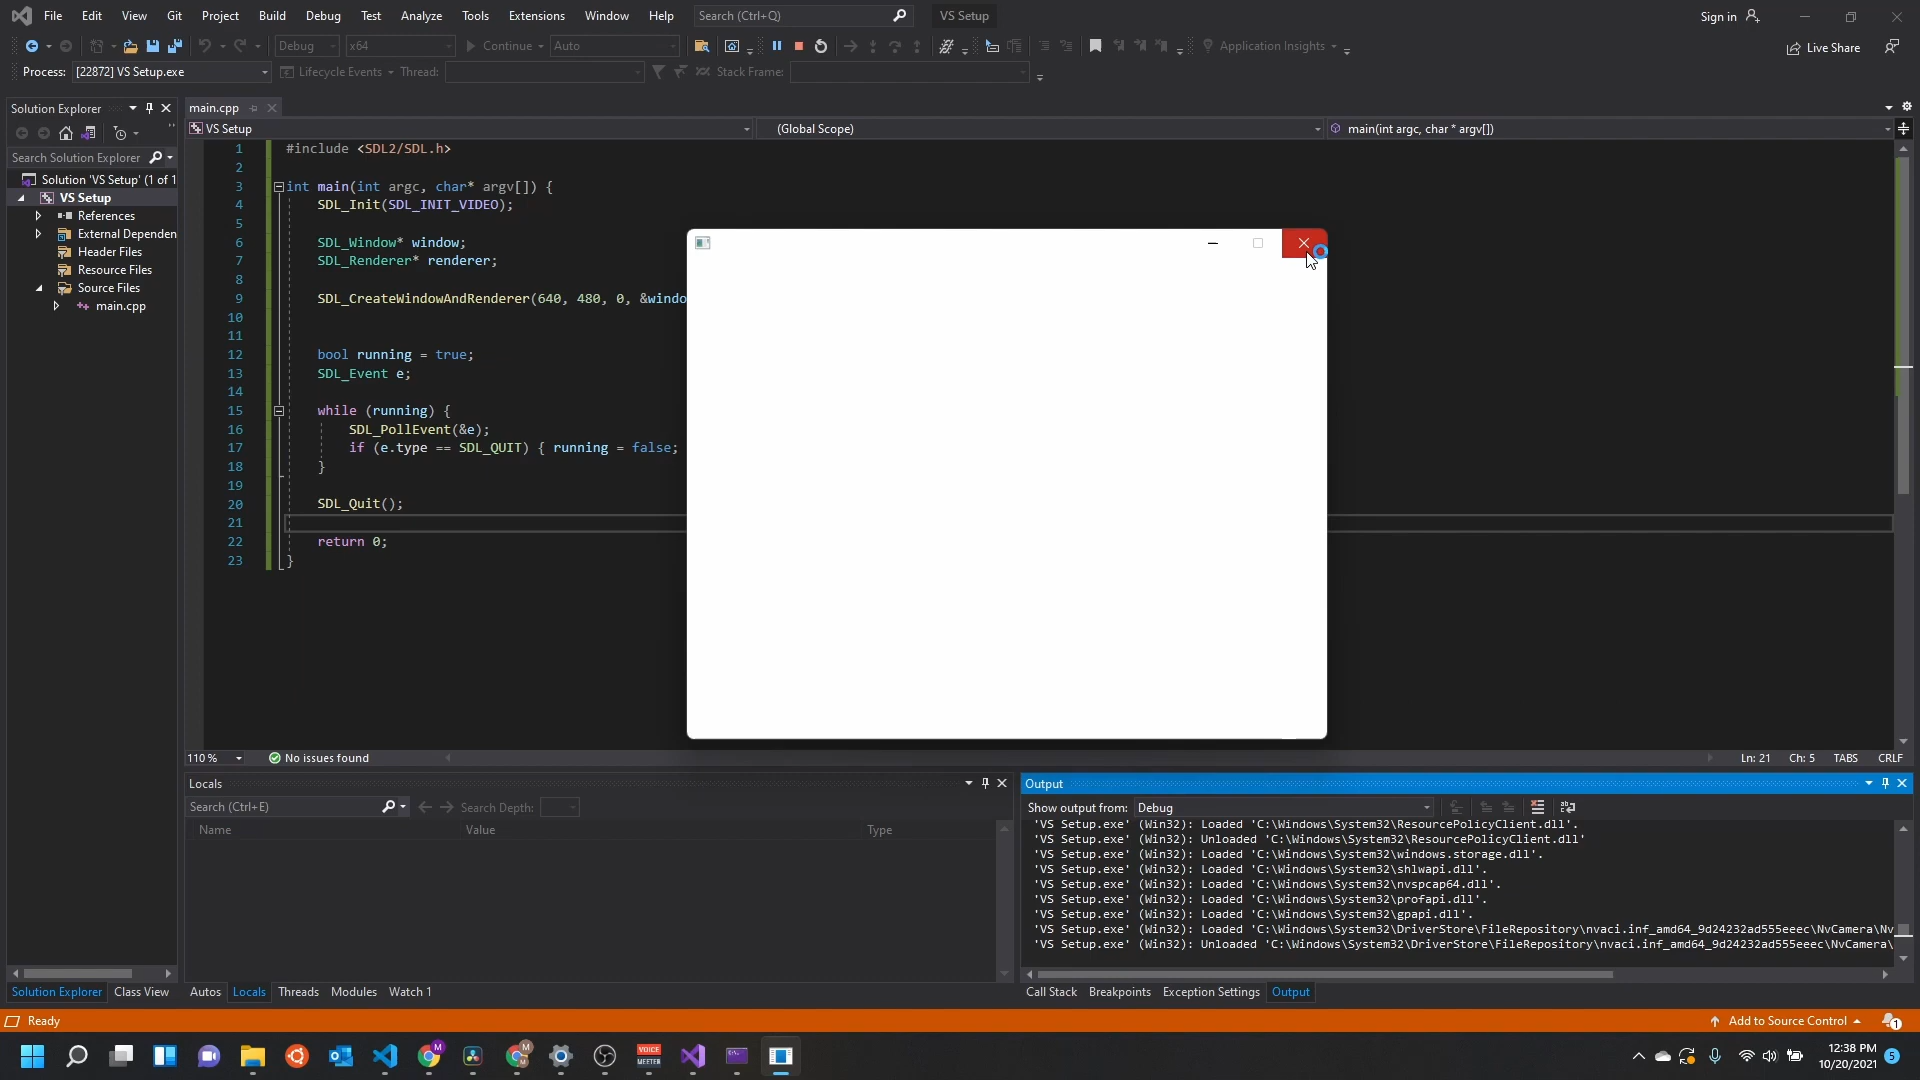 File Edit View Git Project Build Debug Test Analyze Tools Extensions Window Help Search (Ctrl+Q) VS Setup Sign in
Debug x64 Continue Auto Application Insights Live Share
Process: [22872] VS Setup.exe Lifecycle Events Thread: Stack Frame:
Solution Explorer
Search Solution Explorer
Solution 'VS Setup' (1 of 1
VS Setup
References
External Dependen
Header Files
Resource Files
Source Files
main.cpp
main.cpp
VS Setup (Global Scope) main(int argc, char * argv[])
1 #include <SDL2/SDL.h>
2
3 int main(int argc, char* argv[]) {
4 SDL_Init(SDL_INIT_VIDEO);
5
6 SDL_Window* window;
7 SDL_Renderer* renderer;
8
9 SDL_CreateWindowAndRenderer(640, 480, 0, &windo
10
11
12 bool running = true;
13 SDL_Event e;
14
15 while (running) {
16 SDL_PollEvent(&e);
17 if (e.type == SDL_QUIT) { running = false;
18 }
19
20 SDL_Quit();
21
22 return 0;
23 }
110 % No issues found Ln: 21 Ch: 5 TABS CRLF
Locals
Search (Ctrl+E) Search Depth:
Name Value Type
Output
Show output from: Debug
'VS Setup.exe' (Win32): Loaded 'C:\Windows\System32\ResourcePolicyClient.dll'.
'VS Setup.exe' (Win32): Unloaded 'C:\Windows\System32\ResourcePolicyClient.dll'
'VS Setup.exe' (Win32): Loaded 'C:\Windows\System32\windows.storage.dll'.
'VS Setup.exe' (Win32): Loaded 'C:\Windows\System32\shlwapi.dll'.
'VS Setup.exe' (Win32): Loaded 'C:\Windows\System32\nvspcap64.dll'.
'VS Setup.exe' (Win32): Loaded 'C:\Windows\System32\profapi.dll'.
'VS Setup.exe' (Win32): Loaded 'C:\Windows\System32\gpapi.dll'.
'VS Setup.exe' (Win32): Loaded 'C:\Windows\System32\DriverStore\FileRepository\nvaci.inf_amd64_9d24232ad555eeec\NvCamera\Nv
'VS Setup.exe' (Win32): Unloaded 'C:\Windows\System32\DriverStore\FileRepository\nvaci.inf_amd64_9d24232ad555eeec\NvCamera\
Solution Explorer Class View Autos Locals Threads Modules Watch 1 Call Stack Breakpoints Exception Settings Output
Ready Add to Source Control 1
M M VOICE MEETER 12:38 PM 5
10/20/2021